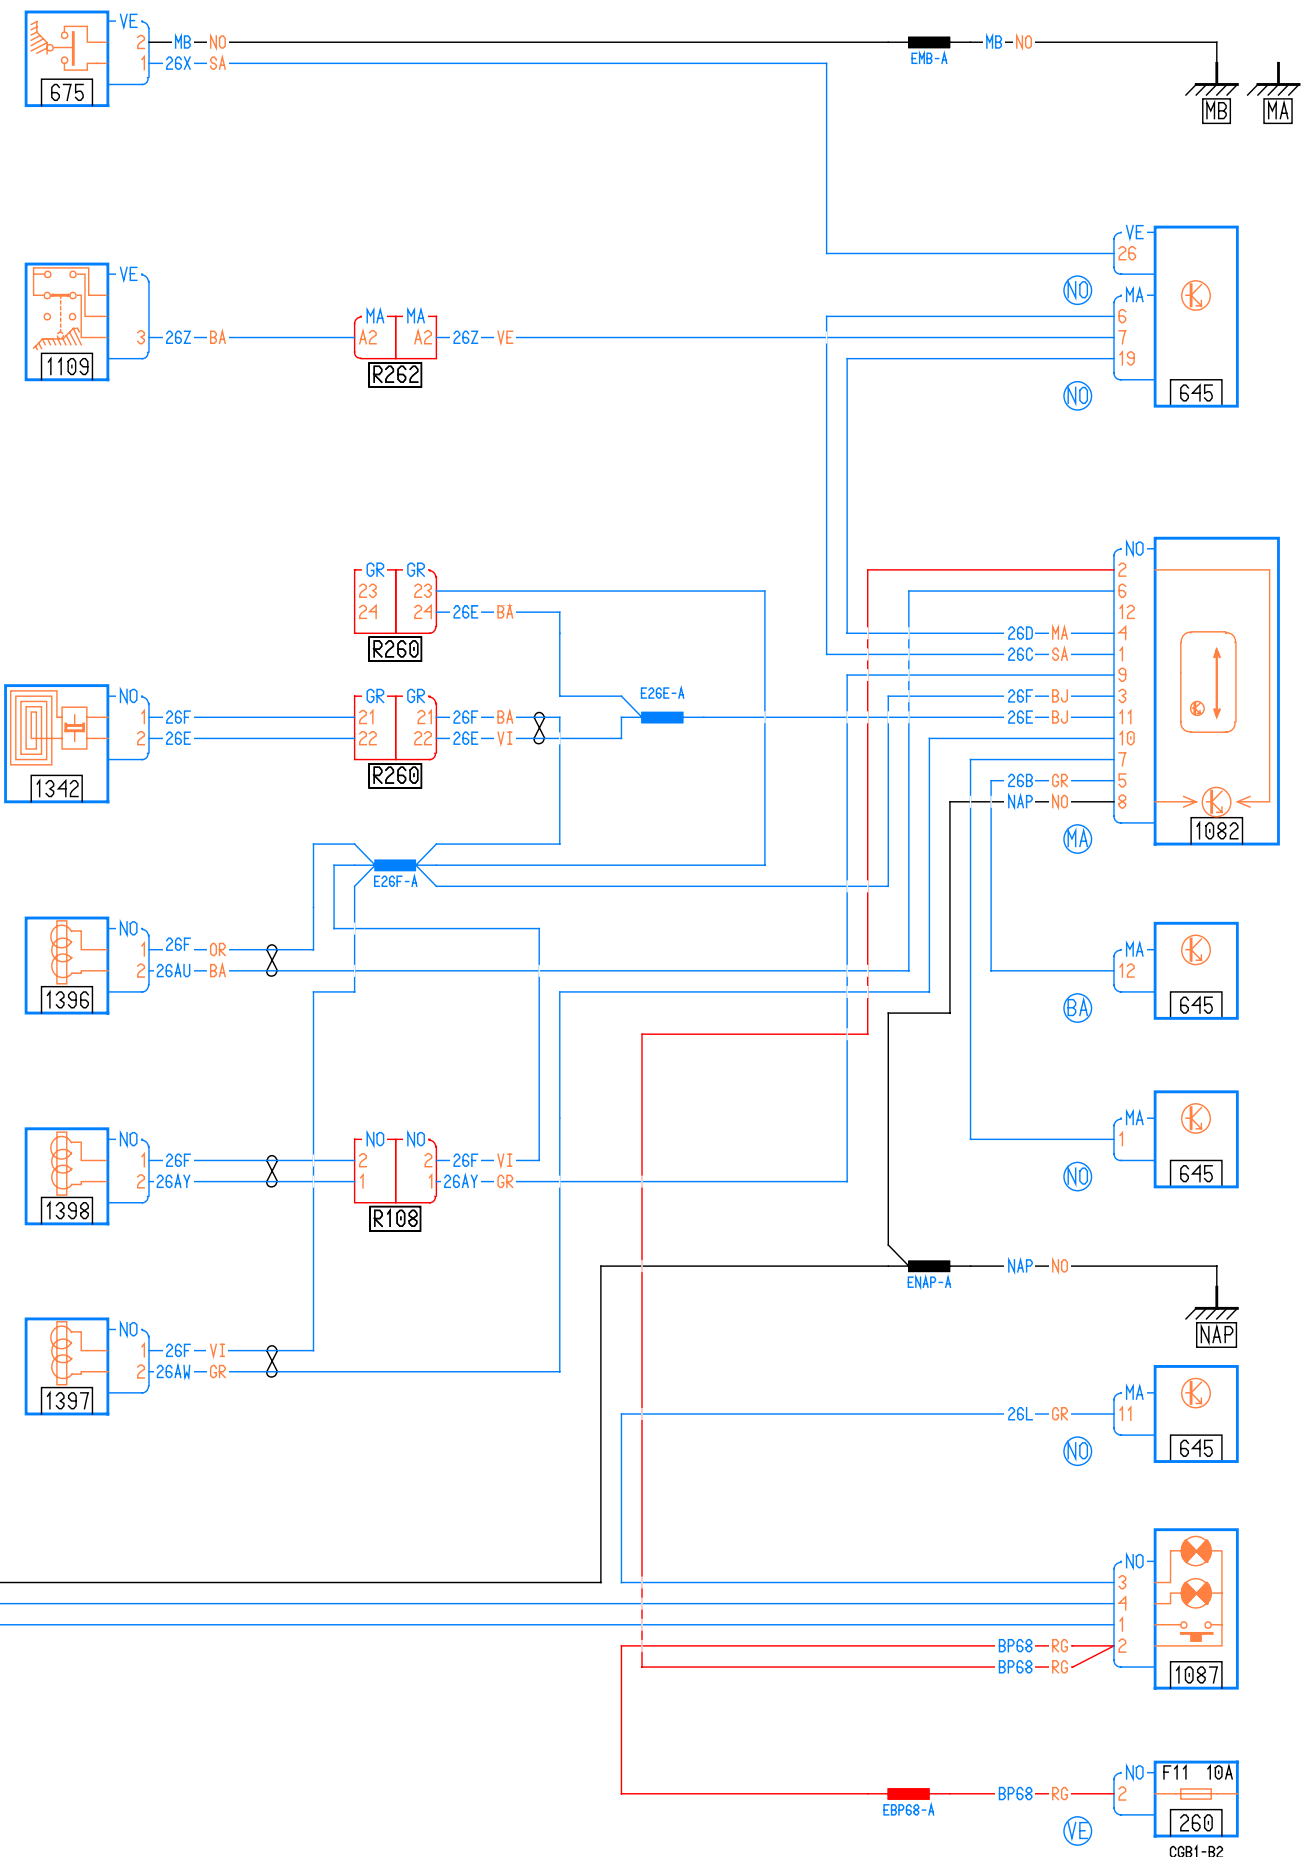 VE
2 MB NO EMB-A MB NO
1 26X SA
675
MB MA
VE
26
NO
MA
6
7
19
NO
645
VE
3 26Z BA
1109
MA MA
A2 A2 26Z VE
R262
GR GR
23 23
24 24 26E BA
R260
NO
1 26F
2 26E
1342
GR GR
21 21 26F BA
22 22 26E VI
R260
E26E-A
E26F-A
NO
2
6
12
26D MA 4
26C SA 1
9
26F BJ 3
26E BJ 11
10
7
26B GR 5
NAP NO 8
MA
1082
NO
1 26F OR
2 26AU BA
1396
MA
12
BA
645
NO
1 26F
2 26AY
1398
NO NO
2 2 26F VI
1 1 26AY GR
R108
MA
1
NO
645
ENAP-A NAP NO
NAP
NO
1 26F VI
2 26AW GR
1397
MA
26L GR 11
NO
645
NO
3
4
1
BP68 RG 2
BP68 RG
1087
NO F11 10A
EBP68-A BP68 RG 2
VE
260
CGB1-B2